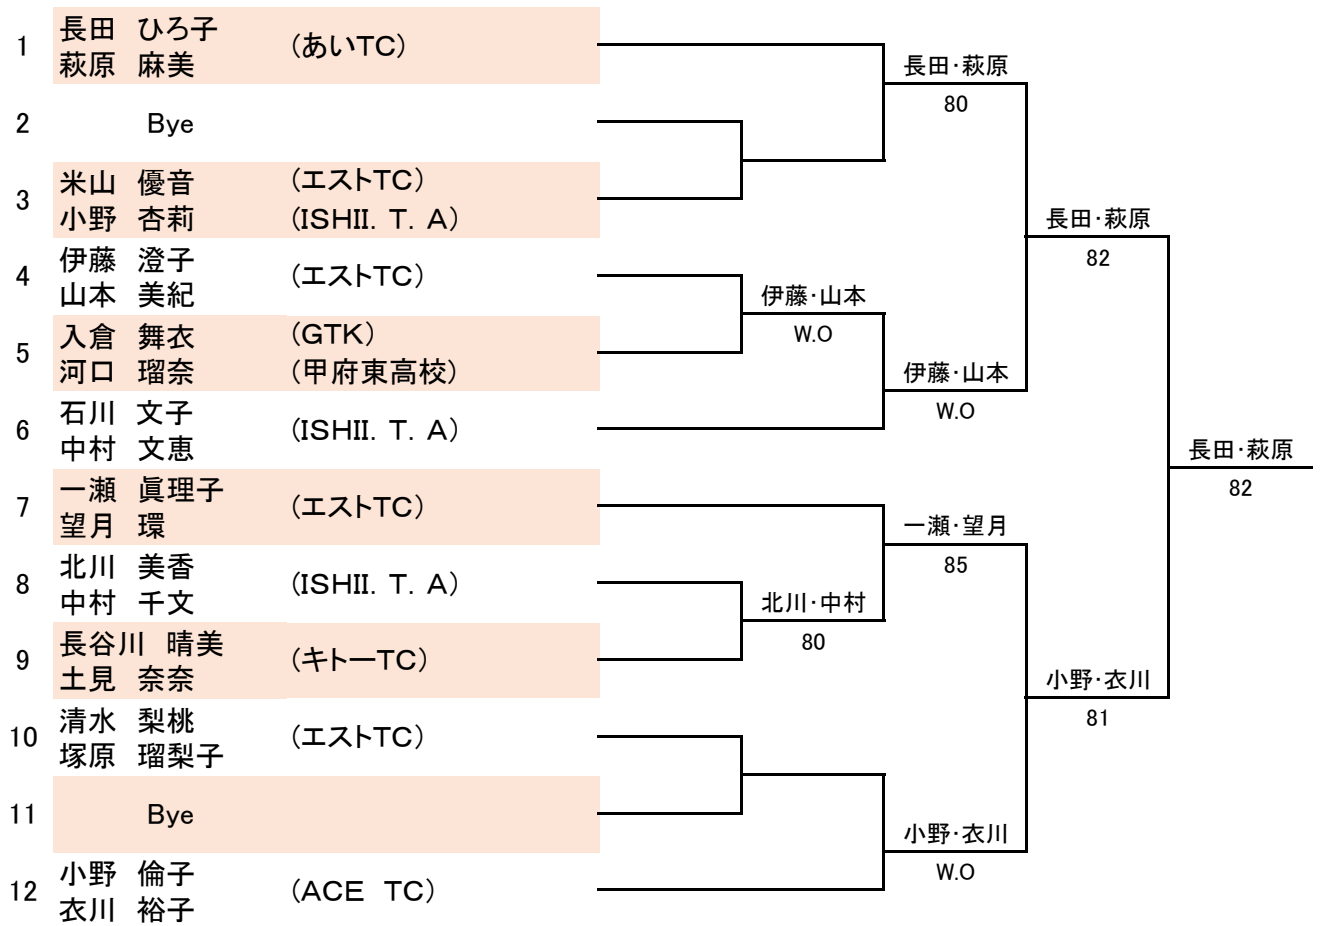 1
長田 ひろ子
萩原 麻美
(あいTC)
2
Bye
3
米山 優音
(エストTC)
小野 杏莉
(ISHII. T. A)
4
伊藤 澄子
山本 美紀
(エストTC)
5
入倉 舞衣
(GTK)
河口 瑠奈
(甲府東高校)
6
石川 文子
中村 文恵
(ISHII. T. A)
7
一瀬 眞理子
望月 環
(エストTC)
8
北川 美香
中村 千文
(ISHII. T. A)
9
長谷川 晴美
土見 奈奈
(キトーTC)
10
清水 梨桃
塚原 瑠梨子
(エストTC)
11
Bye
12
小野 倫子
衣川 裕子
(ACE TC)
伊藤・山本
W.O
北川・中村
80
長田・萩原
80
伊藤・山本
W.O
一瀬・望月
85
小野・衣川
W.O
長田・萩原
82
小野・衣川
81
長田・萩原
82